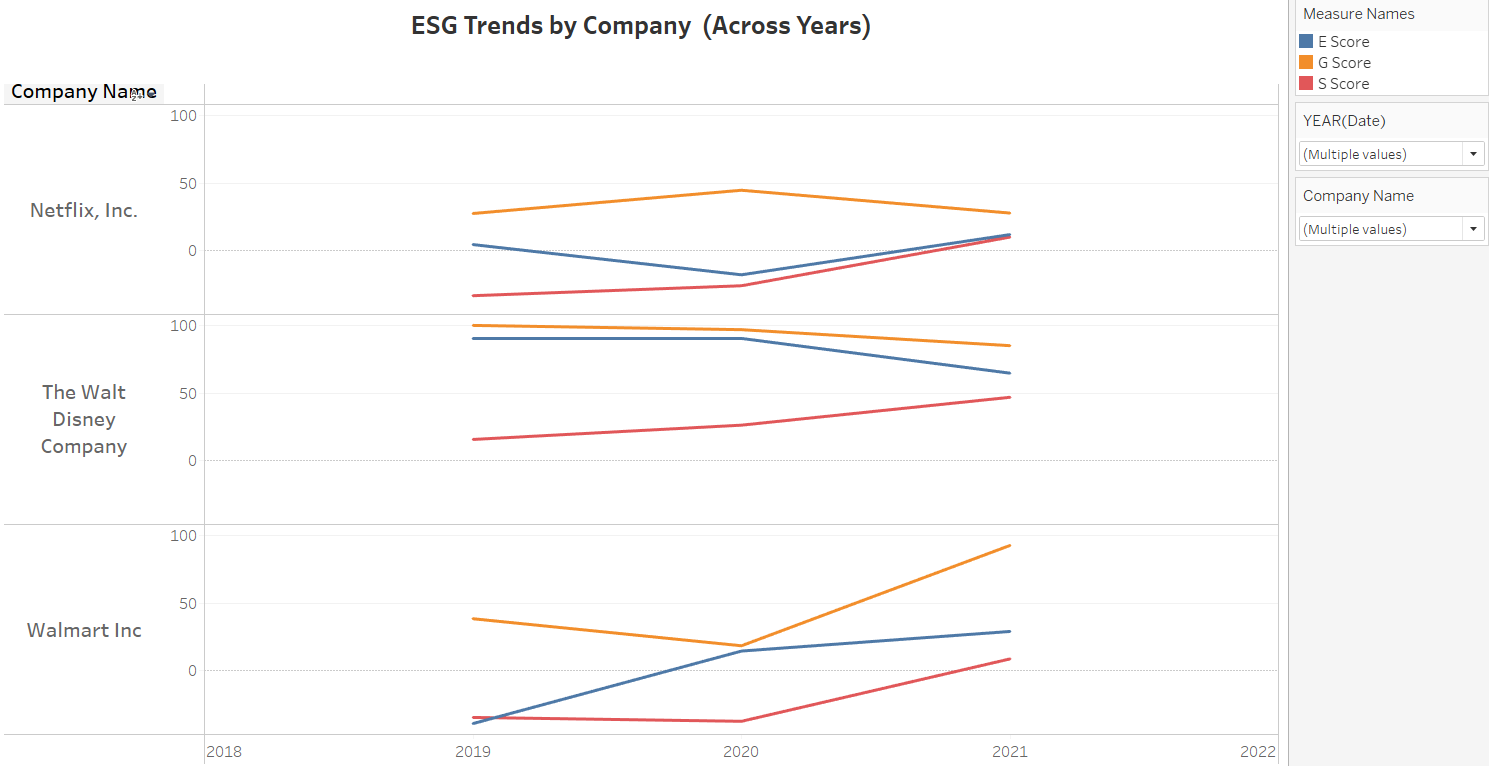 ESG Trends by Company (Across Years)
Company Name
100
50
0
Netflix, Inc.
100
50
0
The Walt
Disney
Company
100
50
0
Walmart Inc
2018 2019 2020 2021 2022
Measure Names
E Score
G Score
S Score
YEAR(Date)
(Multiple values)
Company Name
(Multiple values)